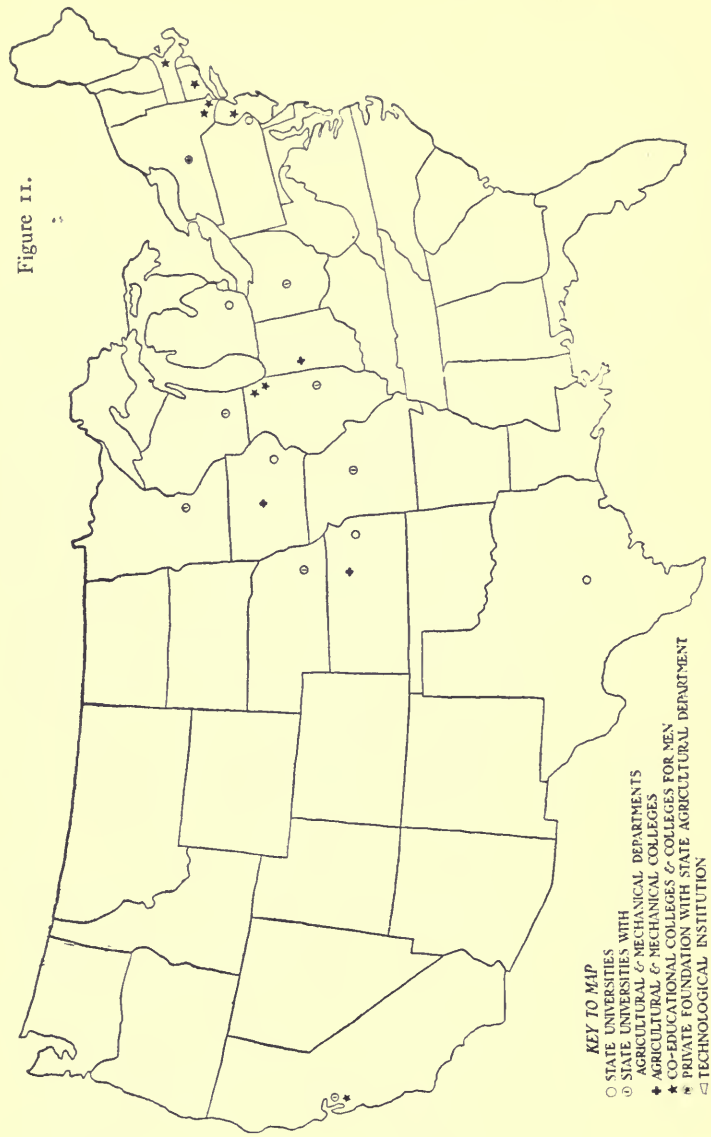 Figure 11.
KEY TO MAP
STATE UNIVERSITIES
STATE UNIVERSITIES WITH
AGRICULTURAL & MECHANICAL DEPARTMENTS
AGRICULTURAL & MECHANICAL COLLEGES
CO-EDUCATIONAL COLLEGES & COLLEGES FOR MEN
PRIVATE FOUNDATION WITH STATE AGRICULTURAL DEPARTMENT
TECHNOLOGICAL INSTITUTION